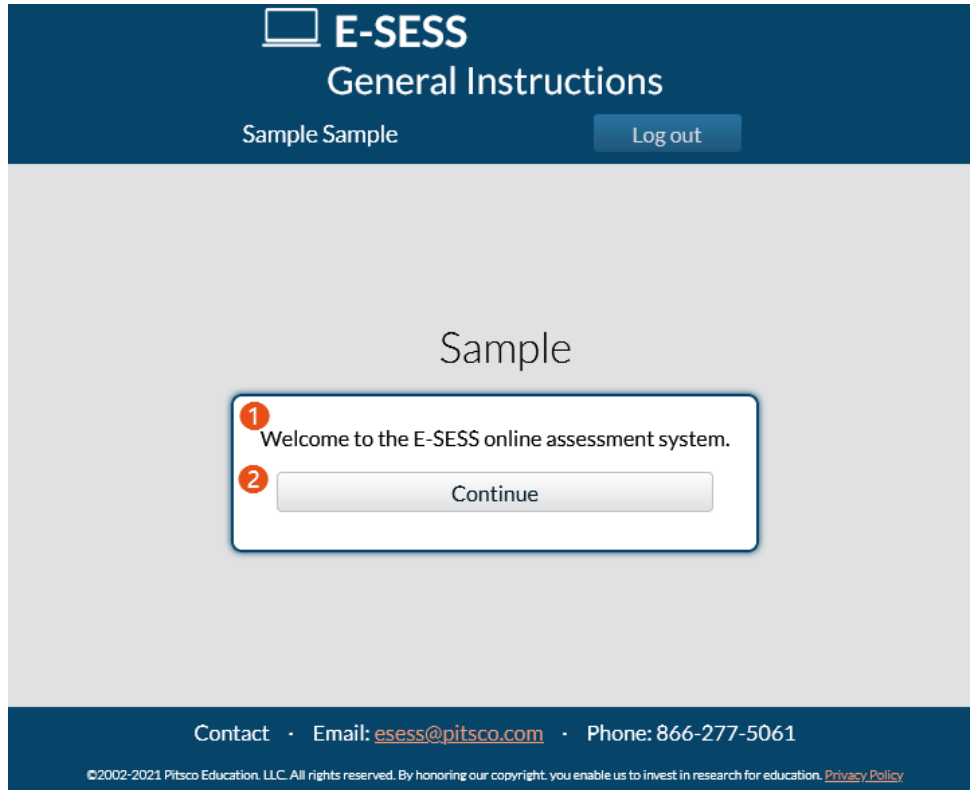 E-SESS
General Instructions
Sample Sample
Log out
Sample
1
Welcome to the E-SESS online assessment system.
2
Continue
Contact · Email: esess@pitsco.com · Phone: 866-277-5061
©2002-2021 Pitsco Education. LLC. All rights reserved. By honoring our copyright. you enable us to invest in research for education. Privacy Policy